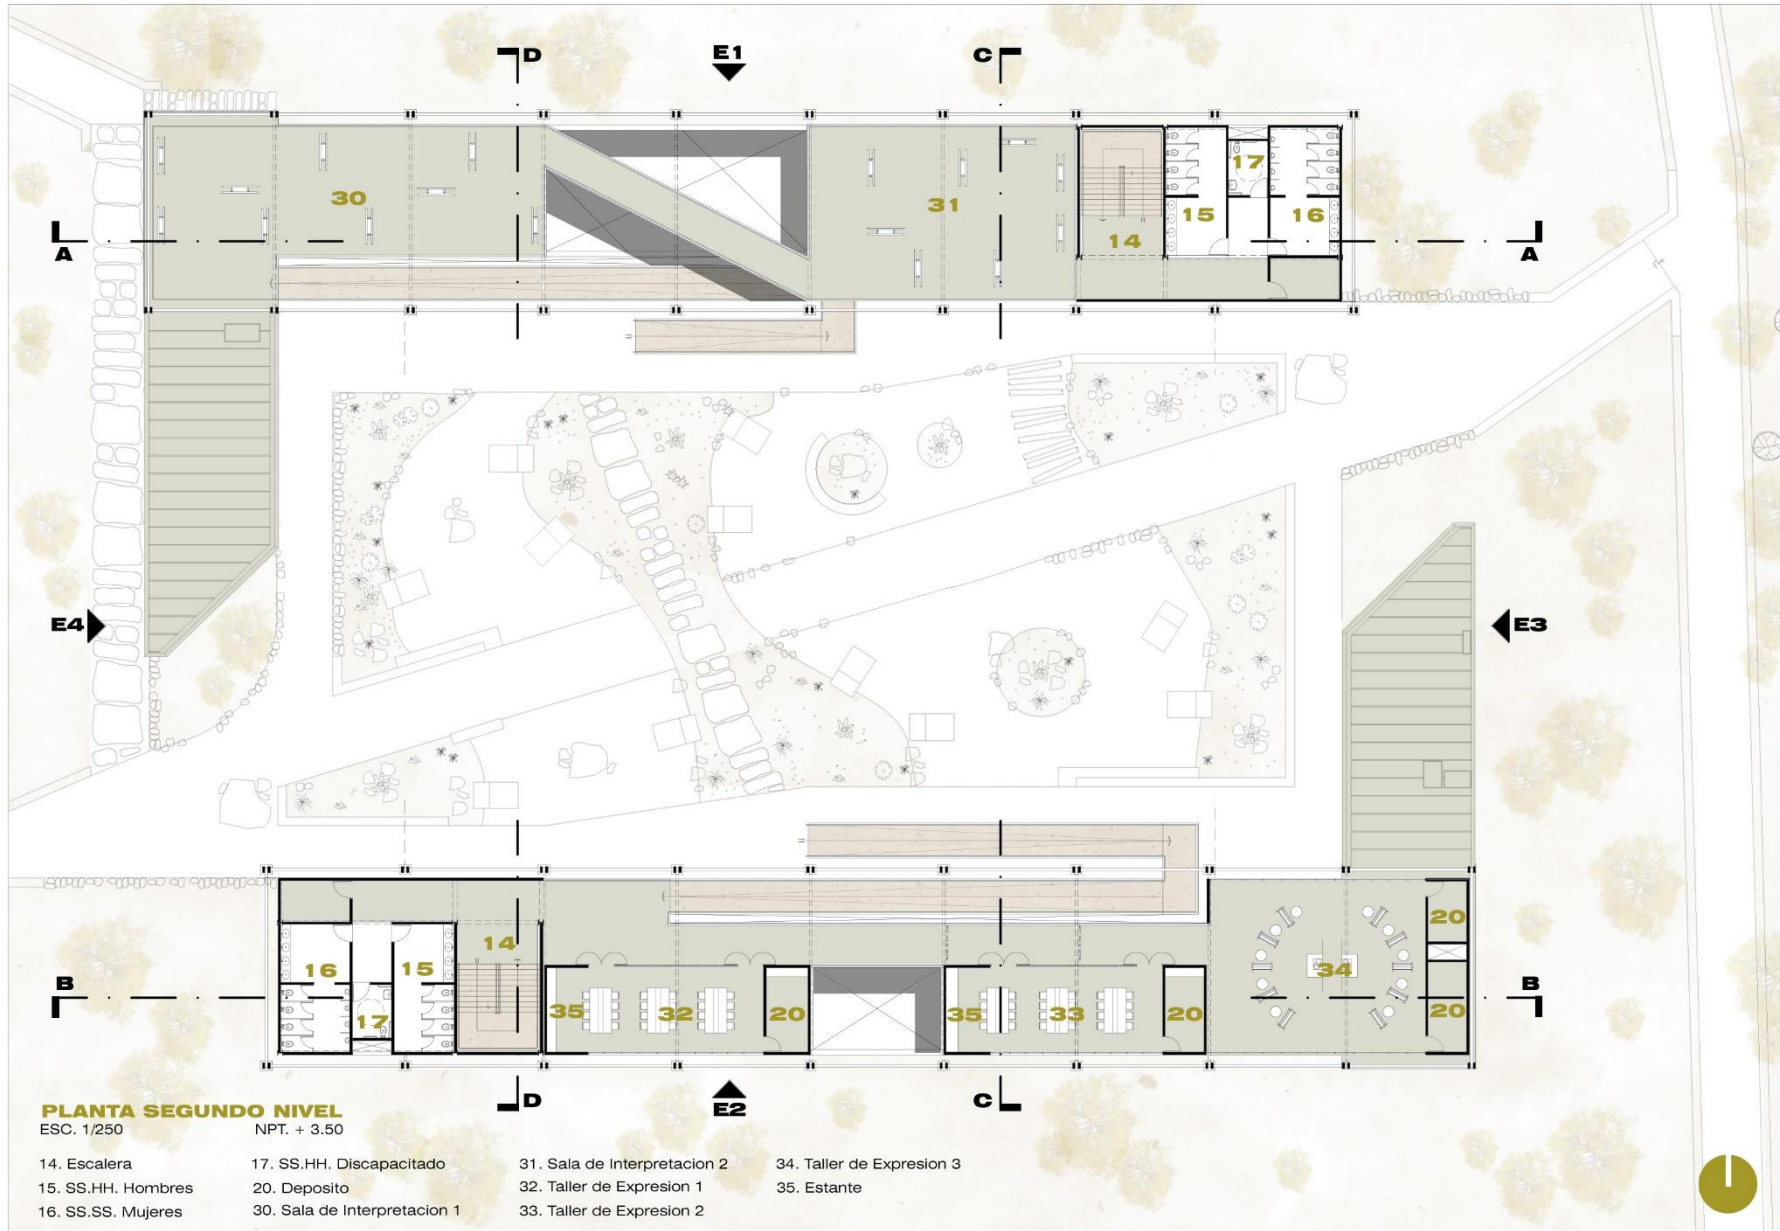 D
E1
C
30
31
17
15
16
14
A
A
E4
E3
14
20
16
15
34
B
B
35
32
20
35
33
20
20
17
D
E2
C
PLANTA SEGUNDO NIVEL
ESC. 1/250 NPT. + 3.50
14. Escalera
15. SS.HH. Hombres
16. SS.SS. Mujeres
17. SS.HH. Discapacitado
20. Deposito
30. Sala de Interpretacion 1
31. Sala de Interpretacion 2
32. Taller de Expresion 1
33. Taller de Expresion 2
34. Taller de Expresion 3
35. Estante